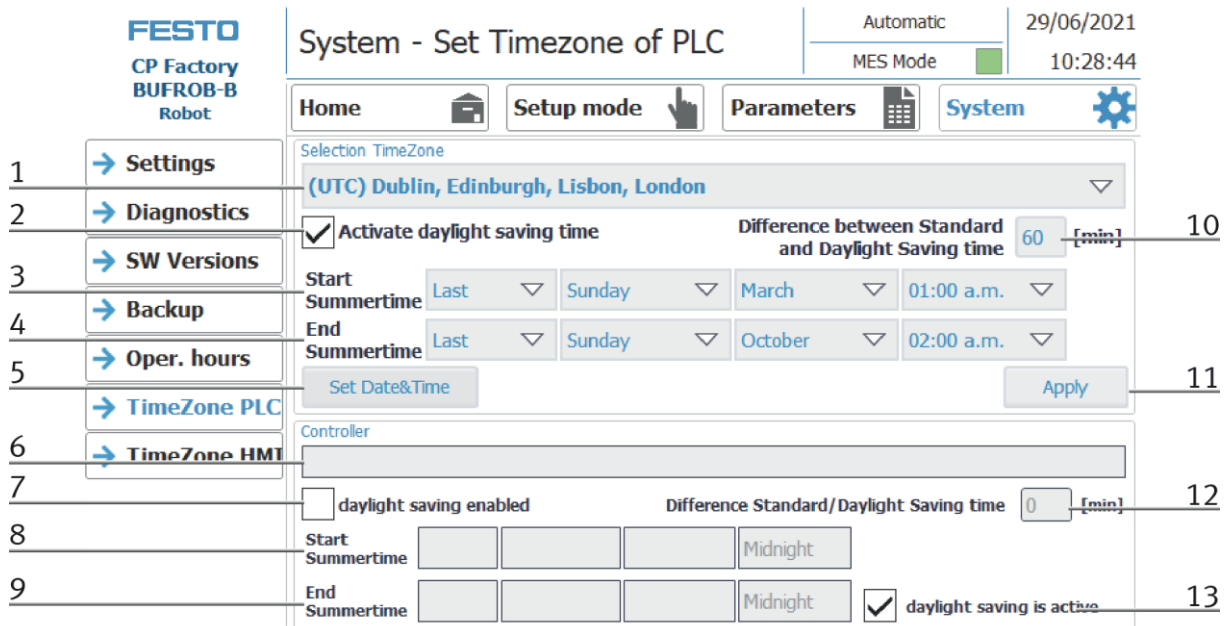 FESTO
CP Factory
BUFROB-B
Robot
System - Set Timezone of PLC
Automatic
MES Mode
29/06/2021
10:28:44
Home
Setup mode
Parameters
System
1
Settings
2
Diagnostics
SW Versions
3
Backup
4
Oper. hours
5
TimeZone PLC
6
TimeZone HMI
7
8
9
Selection TimeZone
(UTC) Dublin, Edinburgh, Lisbon, London
Activate daylight saving time
Difference between Standard
and Daylight Saving time
60
[min]
10
Start
Summertime
Last
Sunday
March
01:00 a.m.
End
Summertime
Last
Sunday
October
02:00 a.m.
Set Date&Time
Apply
11
Controller
daylight saving enabled
Difference Standard/Daylight Saving time
0
[min]
12
Start
Summertime
Midnight
End
Summertime
Midnight
daylight saving is active
13